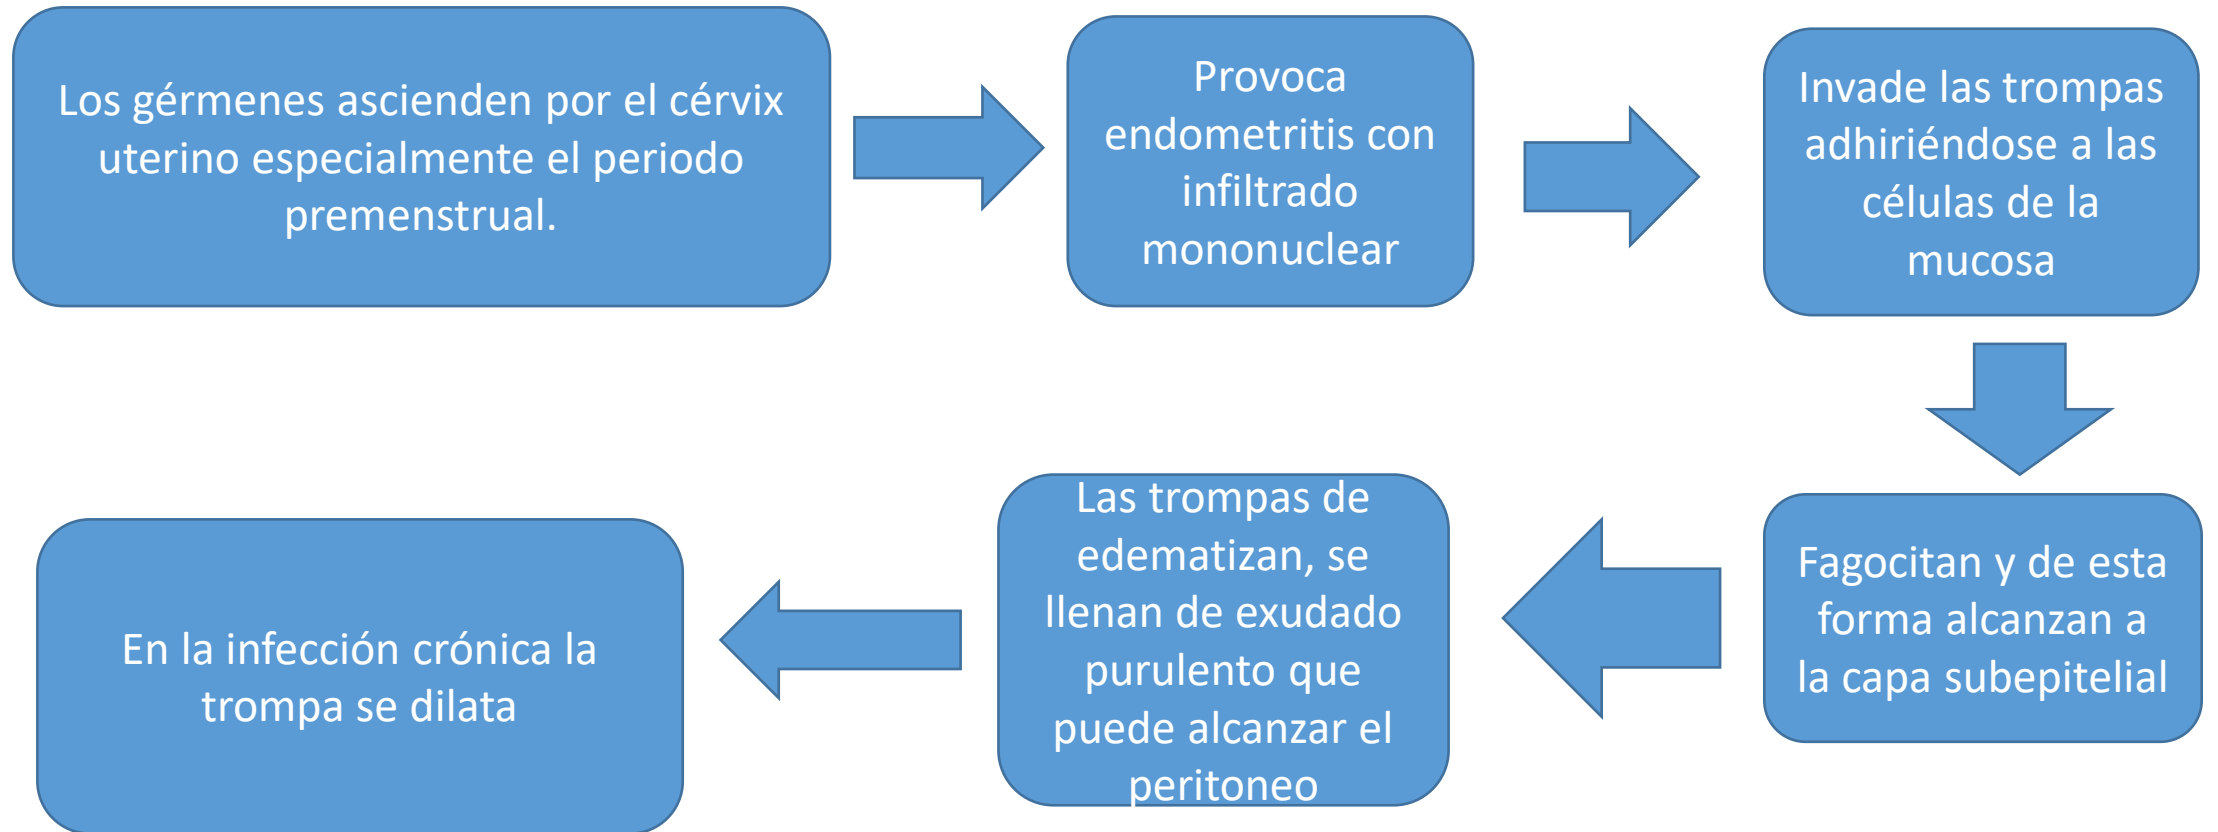 Los gérmenes ascienden por el cérvix
uterino especialmente el periodo
premenstrual.
Provoca
endometritis con
infiltrado
mononuclear
Invade las trompas
adhiriéndose a las
células de la
mucosa
Fagocitan y de esta
forma alcanzan a
la capa subepitelial
Las trompas de
edematizan, se
llenan de exudado
purulento que
puede alcanzar el
peritoneo
En la infección crónica la
trompa se dilata